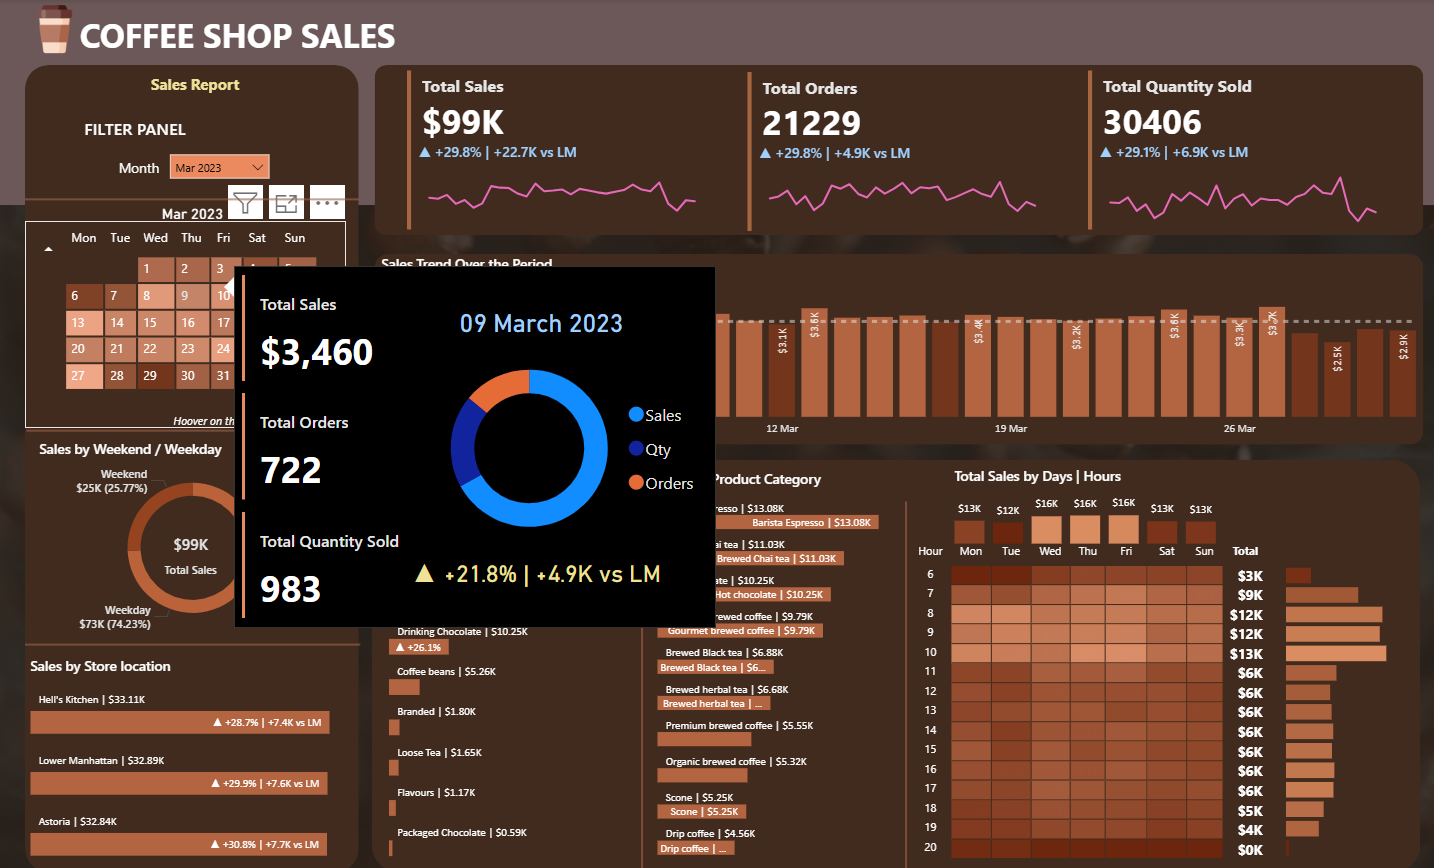 COFFEE SHOP SALES
Sales Report
FILTER PANEL
Month Mar 2023
Mar 2023
Mon Tue Wed Thu Fri Sat Sun
1 2 3
6 7 8 9 10
13 14 15 16 17
20 21 22 23 24
27 28 29 30 31
Hoover on th
Sales by Weekend / Weekday
Weekend
$25K (25.77%)
$99K
Total Sales
Weekday
$73K (74.23%)
Sales by Store location
Hell's Kitchen | $33.11K
▲ +28.7% | +7.4K vs LM
Lower Manhattan | $32.89K
▲ +29.9% | +7.6K vs LM
Astoria | $32.84K
▲ +30.8% | +7.7K vs LM
Total Sales
$99K
▲ +29.8% | +22.7K vs LM
Total Orders
21229
▲ +29.8% | +4.9K vs LM
Total Quantity Sold
30406
▲ +29.1% | +6.9K vs LM
Sales Trend Over the Period
$3.1K
$3.6K
$3.4K
$3.2K
$3.6K
$3.3K
$3.7K
$2.5K
$2.9K
12 Mar
19 Mar
26 Mar
Total Sales
$3,460
Total Orders
722
Total Quantity Sold
983
09 March 2023
Sales
Qty
Orders
▲ +21.8% | +4.9K vs LM
Drinking Chocolate | $10.25K
▲ +26.1%
Coffee beans | $5.26K
Branded | $1.80K
Loose Tea | $1.65K
Flavours | $1.17K
Packaged Chocolate | $0.59K
Product Category
resso | $13.08K
Barista Espresso | $13.08K
ai tea | $11.03K
Brewed Chai tea | $11.03K
ate | $10.25K
Hot chocolate | $10.25K
ewed coffee | $9.79K
Gourmet brewed coffee | $9.79K
Brewed Black tea | $6.88K
Brewed Black tea | $6...
Brewed herbal tea | $6.68K
Brewed herbal tea | ...
Premium brewed coffee | $5.55K
Organic brewed coffee | $5.32K
Scone | $5.25K
Scone | $5.25K
Drip coffee | $4.56K
Drip coffee | ...
Total Sales by Days | Hours
$13K $12K $16K $16K $16K $13K $13K
Hour Mon Tue Wed Thu Fri Sat Sun Total
6 $3K
7 $9K
8 $12K
9 $12K
10 $13K
11 $6K
12 $6K
13 $6K
14 $6K
15 $6K
16 $6K
17 $6K
18 $5K
19 $4K
20 $0K